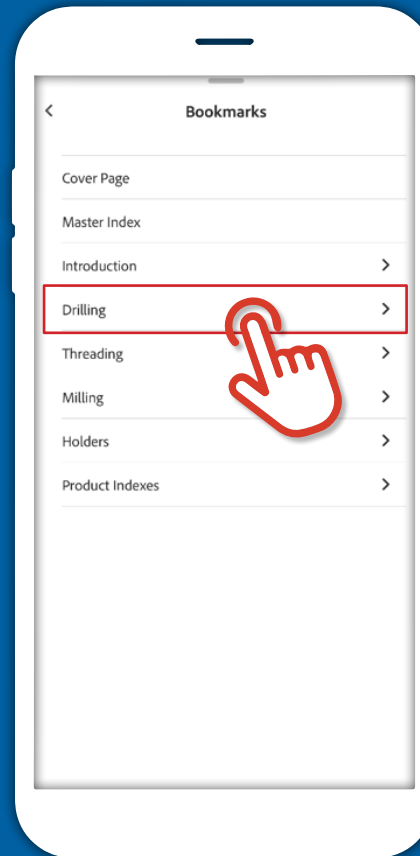 Bookmarks
Cover Page
Master Index
Introduction
Drilling
Threading
Milling
Holders
Product Indexes